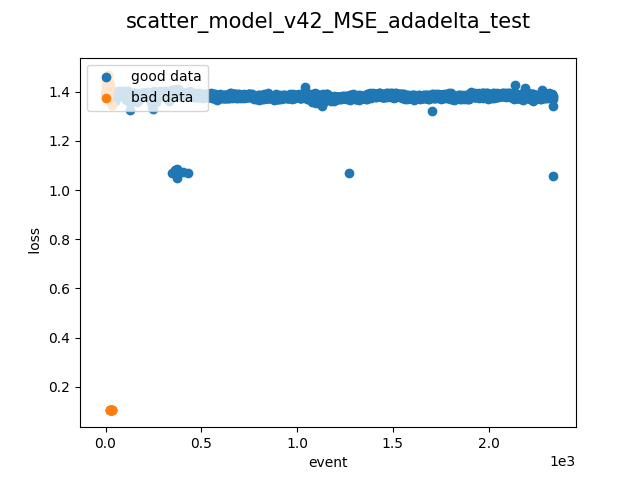 scatter_model_v42_MSE_adadelta_test
good data
bad data
1.4
1.2
1.0
0.8
0.6
0.4
0.2
loss
0.0
0.5
1.0
1.5
2.0
1e3
event